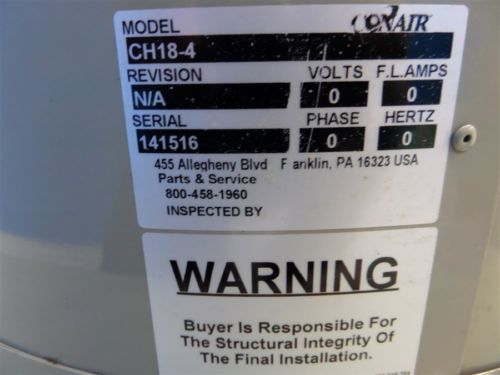 MODEL CONAIR
CH18-4
REVISION VOLTS F.L.AMPS
N/A 0 0
SERIAL PHASE HERTZ
141516 0 0
455 Allegheny Blvd F anklin, PA 16323 USA
Parts & Service
800-458-1960
INSPECTED BY
WARNING
Buyer is Responsible For
The Structural Integrity Of
The Final Installation.